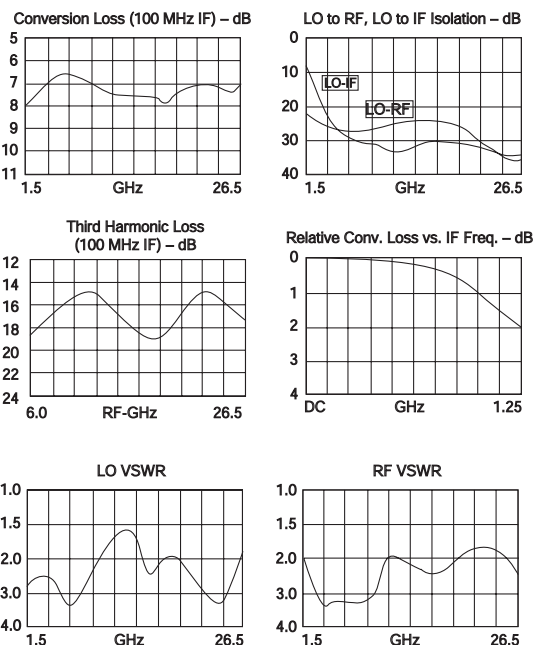 Conversion Loss (100 MHz IF) – dB
5
6
7
8
9
10
11
1.5 GHz 26.5
LO to RF, LO to IF Isolation – dB
0
10
20
30
40
LO-IF
LO-RF
1.5 GHz 26.5
Third Harmonic Loss
(100 MHz IF) – dB
12
14
16
18
20
22
24
6.0 RF-GHz 26.5
Relative Conv. Loss vs. IF Freq. – dB
0
1
2
3
4
DC GHz 1.25
LO VSWR
1.0
1.5
2.0
3.0
4.0
1.5 GHz 26.5
RF VSWR
1.0
1.5
2.0
3.0
4.0
1.5 GHz 26.5